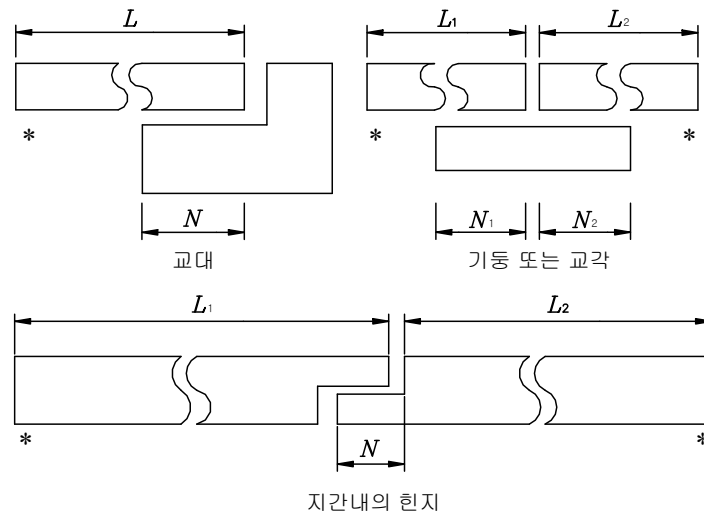 L
L₁ L₂
* * *
N
N₁ N₂
교대
기둥 또는 교각
L₁ L₂
* *
N
지간내의 힌지